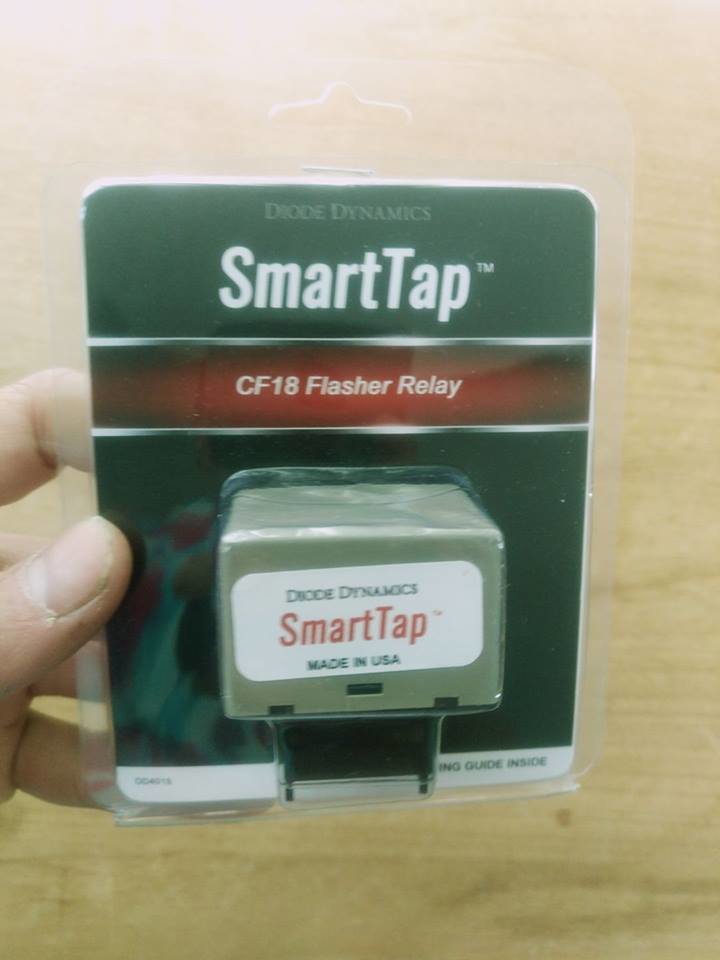 DIODE DYNAMICS
SmartTap™
CF18 Flasher Relay
DIODE DYNAMICS
SmartTap™
MADE IN USA
ING GUIDE INSIDE